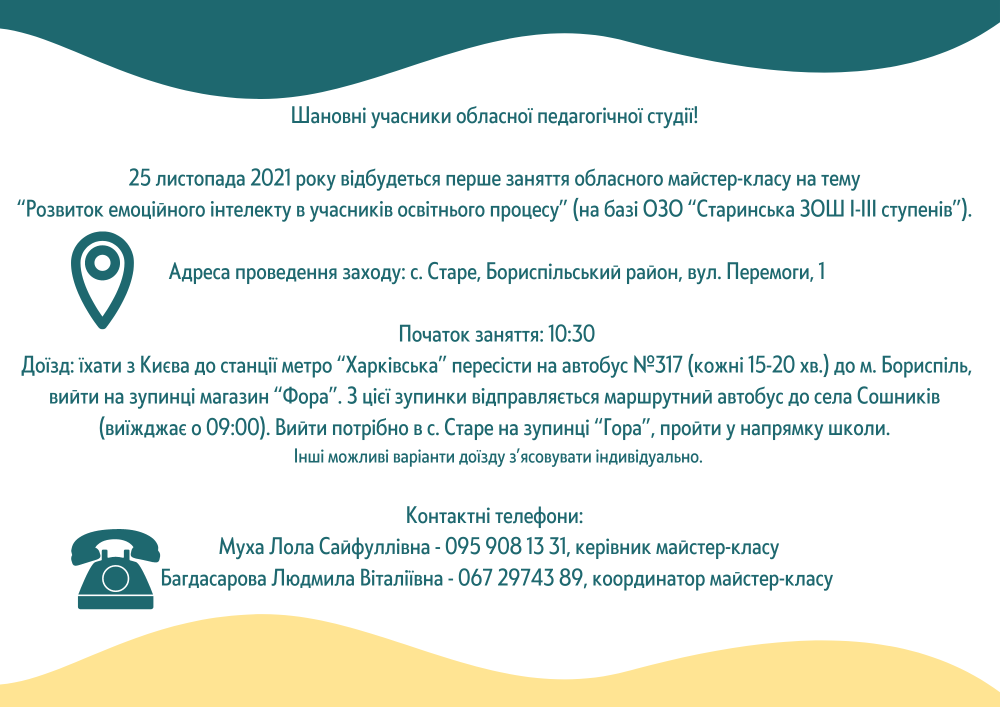 Шановні учасники обласної педагогічної студії!
25 листопада 2021 року відбудеться перше заняття обласного майстер-класу на тему
“Розвиток емоційного інтелекту в учасників освітнього процесу” (на базі ОЗО “Старинська ЗОШ І-ІІІ ступенів”).
Адреса проведення заходу: с. Старе, Бориспільський район, вул. Перемоги, 1
Початок заняття: 10:30
Доїзд: їхати з Києва до станції метро “Харківська” пересісти на автобус №317 (кожні 15-20 хв.) до м. Бориспіль,
вийти на зупинці магазин “Фора”. З цієї зупинки відправляється маршрутний автобус до села Сошників
(виїжджає о 09:00). Вийти потрібно в с. Старе на зупинці “Гора”, пройти у напрямку школи.
Інші можливі варіанти доїзду з’ясовувати індивідуально.
Контактні телефони:
Муха Лола Сайфуллівна - 095 908 13 31, керівник майстер-класу
Багдасарова Людмила Віталіївна - 067 29743 89, координатор майстер-класу